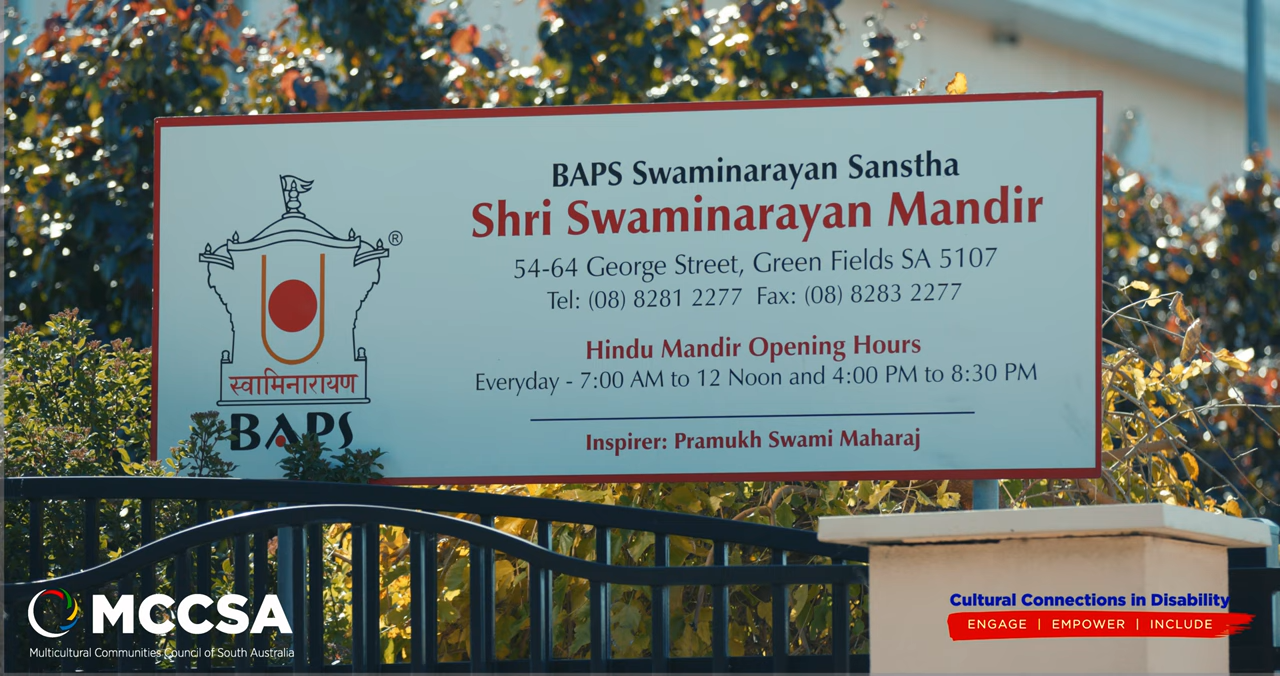 BAPS Swaminarayan Sanstha
Shri Swaminarayan Mandir
54-64 George Street, Green Fields SA 5107
Tel: (08) 8281 2277 Fax: (08) 8283 2277
Hindu Mandir Opening Hours
Everyday - 7:00 AM to 12 Noon and 4:00 PM to 8:30 PM
Inspirer: Pramukh Swami Maharaj
®
स्वामिनारायण
BAPS
MCCSA
Multicultural Communities Council of South Australia
Cultural Connections in Disability
ENGAGE | EMPOWER | INCLUDE